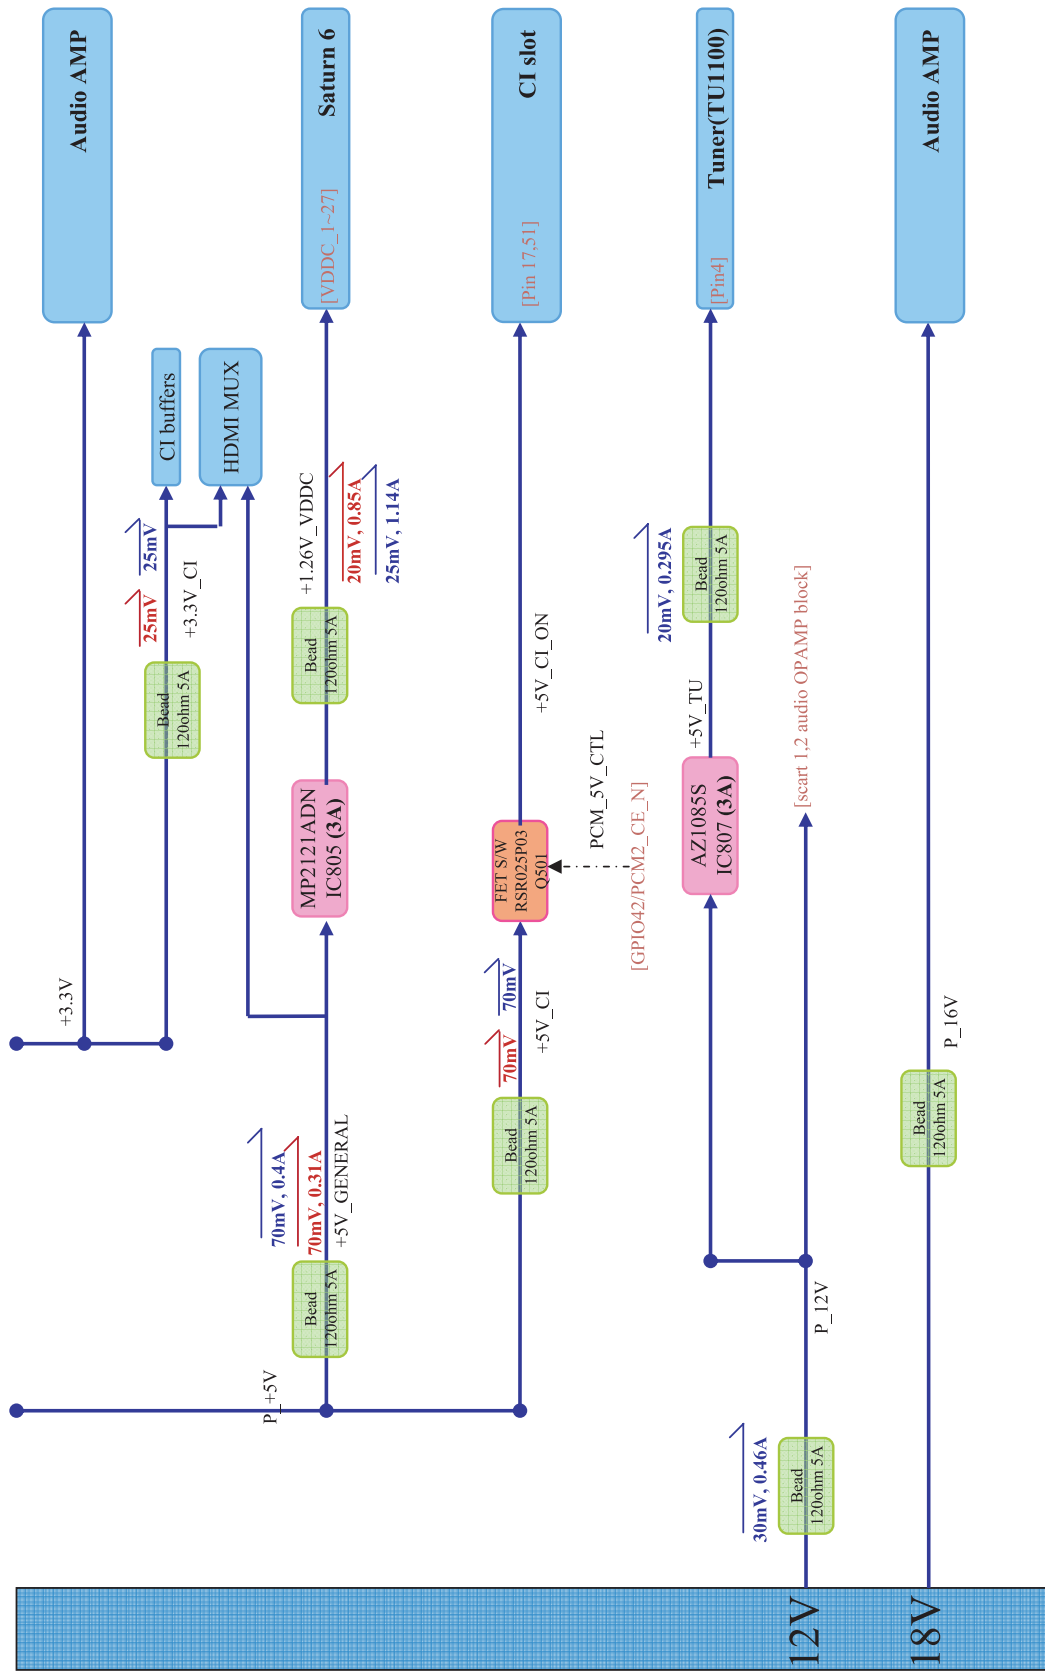 Audio AMP
+3.3V
CI buffers
HDMI MUX
25mV
25mV
+3.3V_CI
Bead
120ohm 5A
Saturn 6
[VDDC_1~27]
+1.26V_VDDC
20mV, 0.85A
25mV, 1.14A
Bead
120ohm 5A
MP2121ADN
IC805 (3A)
70mV, 0.4A
70mV, 0.31A
+5V_GENERAL
Bead
120ohm 5A
P_+5V
CI slot
[Pin 17,51]
+5V_CI_ON
FET S/W
RSR025P03
Q501
PCM_5V_CTL
[GPIO42/PCM2_CE_N]
70mV
70mV
+5V_CI
Bead
120ohm 5A
Tuner(TU1100)
[Pin4]
20mV, 0.295A
Bead
120ohm 5A
+5V_TU
AZ1085S
IC807 (3A)
[scart 1,2 audio OPAMP block]
P_12V
30mV, 0.46A
Bead
120ohm 5A
12V
Audio AMP
P_16V
Bead
120ohm 5A
18V